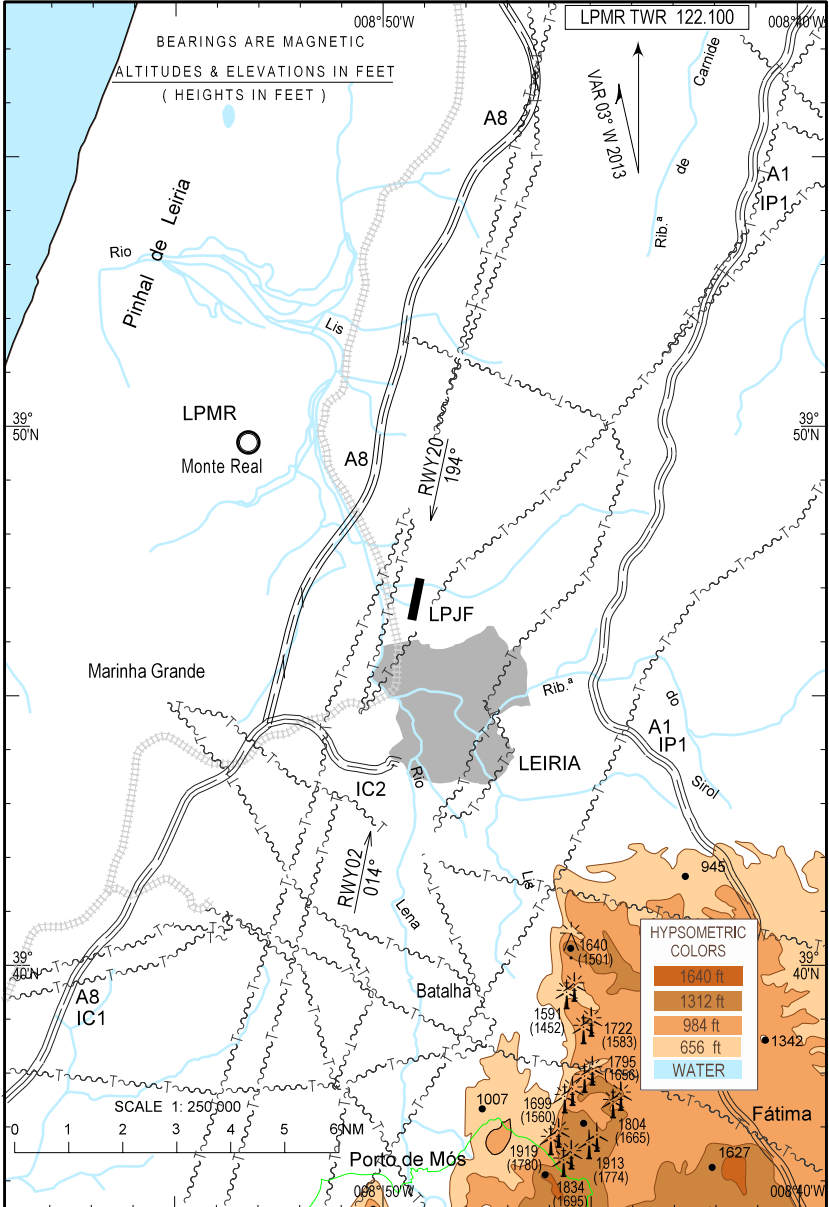 008° 50'W
008° 40'W
LPMR TWR 122.100
BEARINGS ARE MAGNETIC
ALTITUDES & ELEVATIONS IN FEET
( HEIGHTS IN FEET )
VAR 03° W 2013
Carnide
de
Rib.ª
A8
A1
IP1
Pinhal de Leiria
Rio
Lis
LPMR
Monte Real
39°
50'N
39°
50'N
A8
RWY20
194°
LPJF
Marinha Grande
Rib.ª
do
Sirol
A1
IP1
LEIRIA
Rio
IC2
RWY02
014°
Lena
Lis
945
39°
40'N
39°
40'N
1640
(1501)
HYPSOMETRIC
COLORS
1640 ft
1312 ft
984 ft
656 ft
WATER
A8
IC1
Batalha
1591
(1452)
1722
(1583)
1342
1795
(1656)
1007
1699
(1560)
1804
(1665)
Fátima
SCALE 1: 250 000
0 1 2 3 4 5 6 NM
Porto de Mós
1919
(1780)
1913
(1774)
1627
1834
(1695)
008° 50'W
008° 40'W